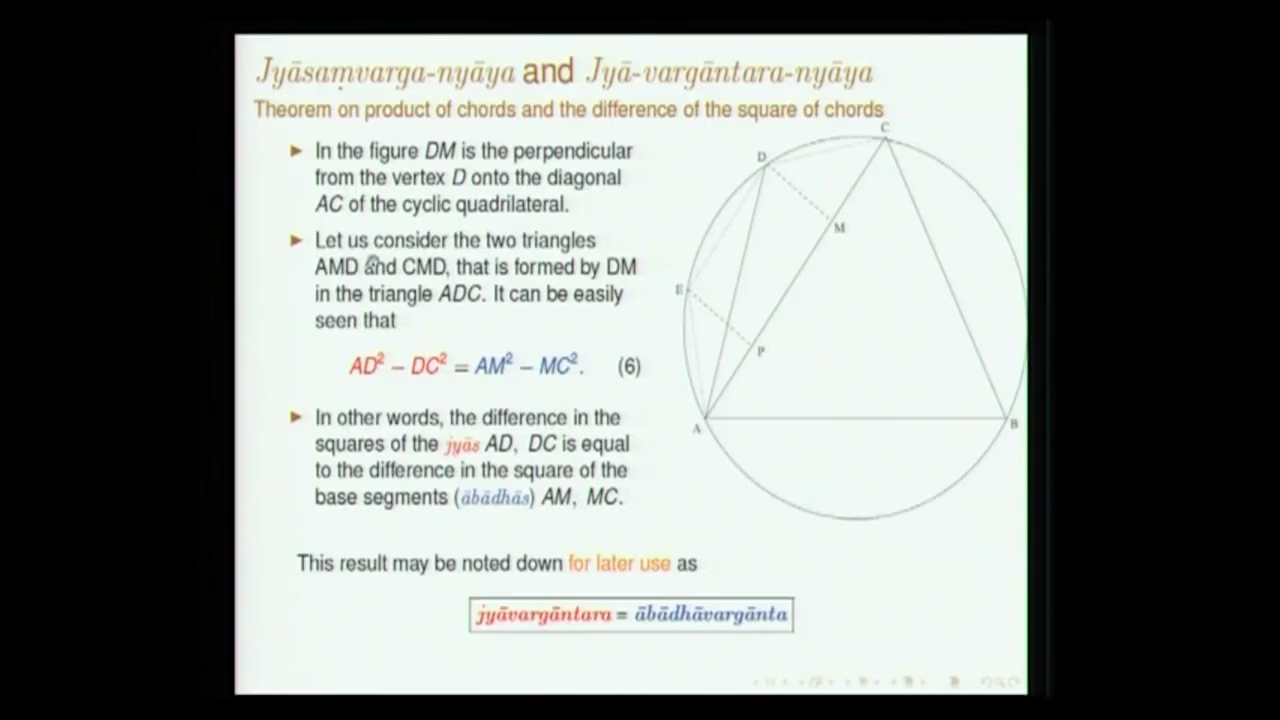 Jyāsaṃvarga-nyāya and Jyā-vargāntara-nyāya
Theorem on product of chords and the difference of the square of chords
In the figure DM is the perpendicular
from the vertex D onto the diagonal
AC of the cyclic quadrilateral.
Let us consider the two triangles
AMD and CMD, that is formed by DM
in the triangle ADC. It can be easily
seen that
AD² – DC² = AM² – MC². (6)
In other words, the difference in the
squares of the jyās AD, DC is equal
to the difference in the square of the
base segments (ābādhās) AM, MC.
This result may be noted down for later use as
jyāvargāntara = ābādhāvargānta
C
D
M
E
P
A
B